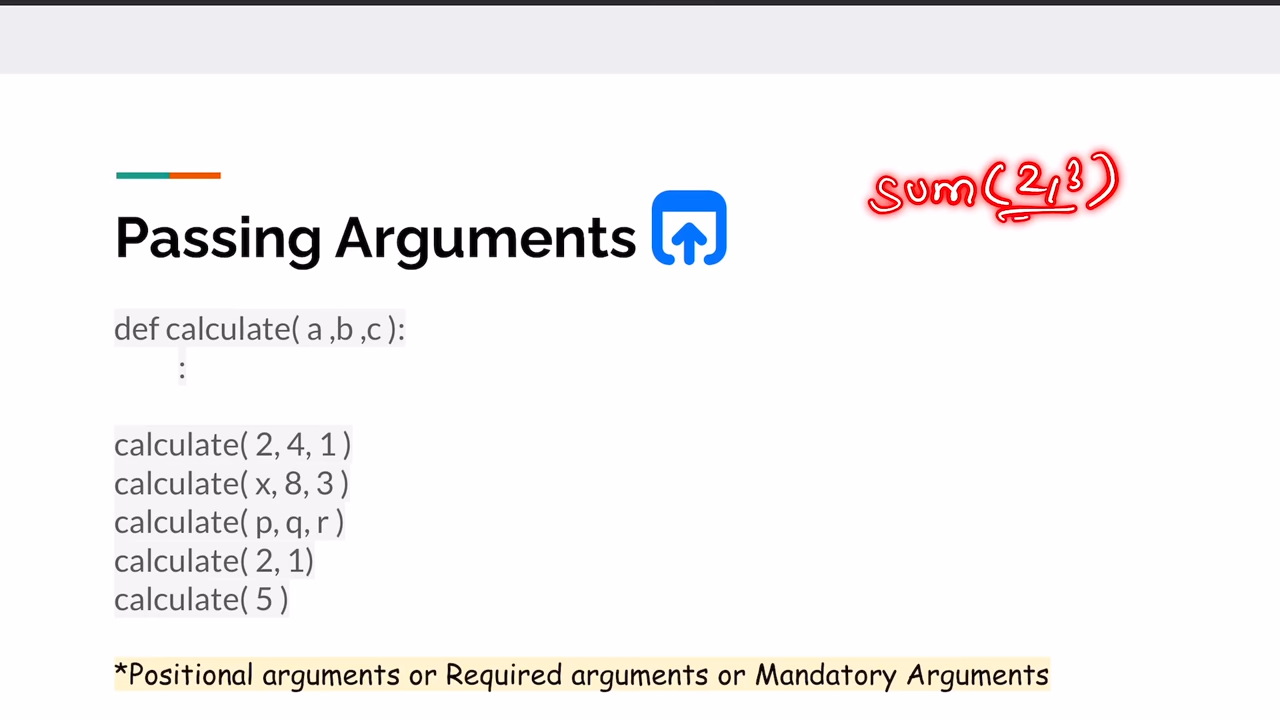 sum(2,3)
Passing Arguments
def calculate( a ,b ,c ):
:
calculate( 2, 4, 1 )
calculate( x, 8, 3 )
calculate( p, q, r )
calculate( 2, 1)
calculate( 5 )
*Positional arguments or Required arguments or Mandatory Arguments